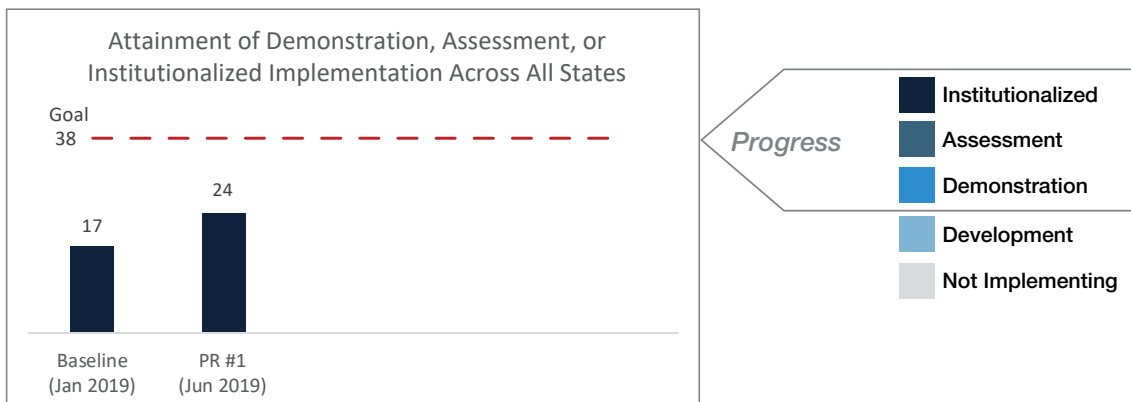 Attainment of Demonstration, Assessment, or
Institutionalized Implementation Across All States
Goal
38
17
24
Baseline
(Jan 2019)
PR #1
(Jun 2019)
Progress
Institutionalized
Assessment
Demonstration
Development
Not Implementing